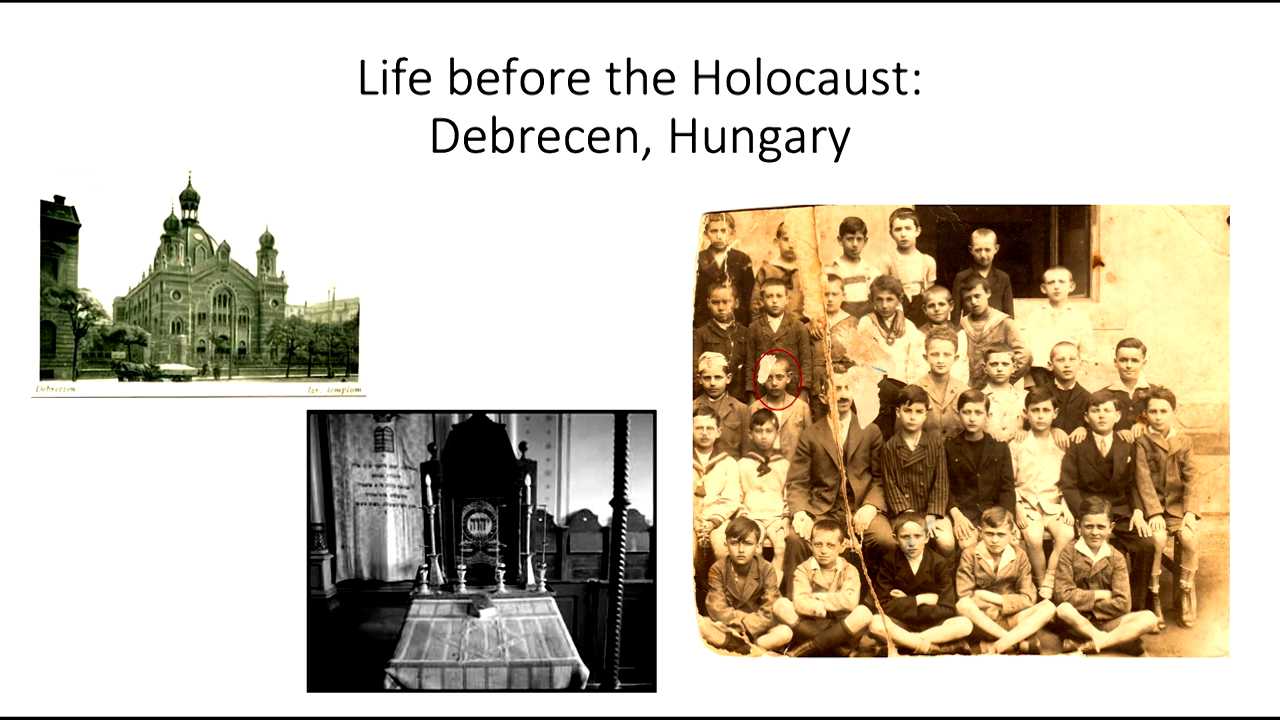 Life before the Holocaust:
Debrecen, Hungary
Debreczen
Izr. templom